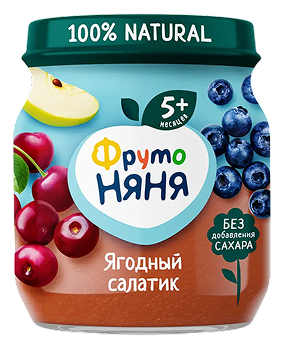 100% NATURAL
5+
месяцев
Фруто
няня
БЕЗ
добавления
САХАРА
Ягодный
салатик